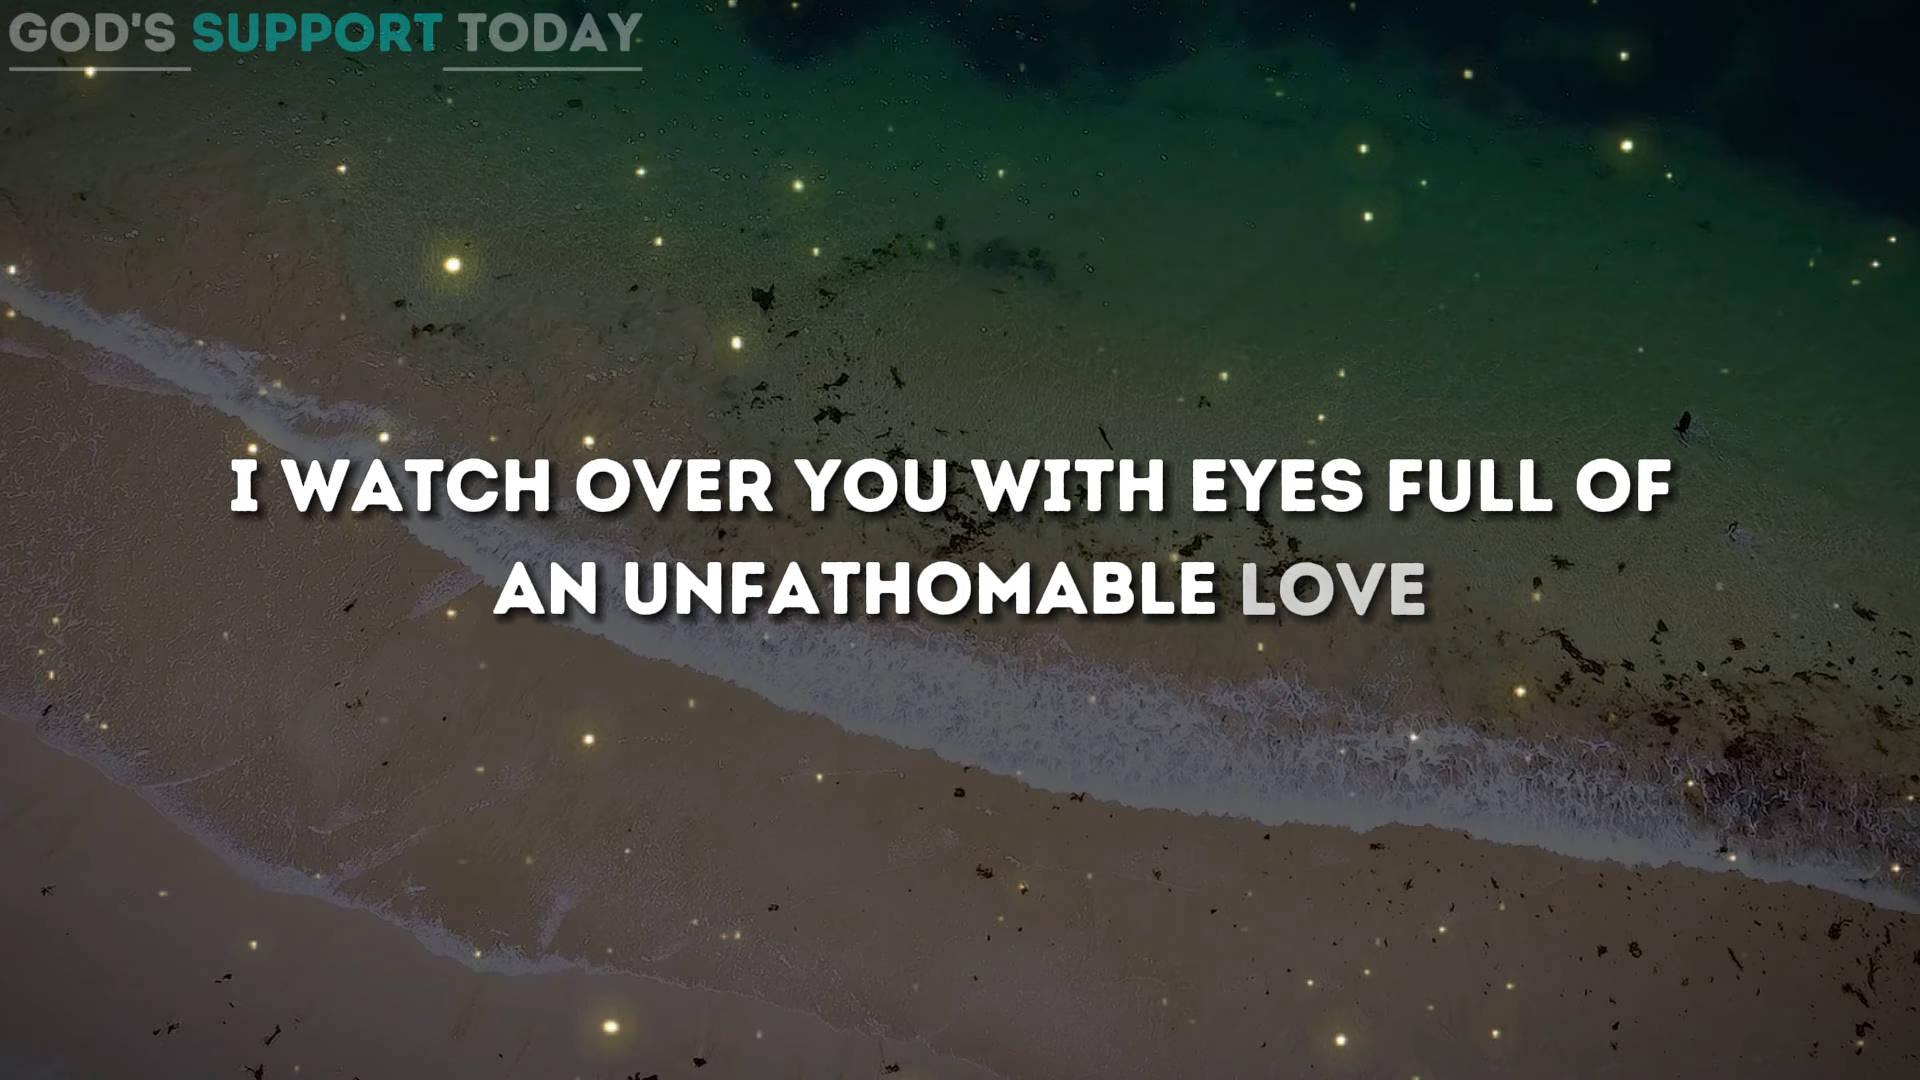 GOD'S SUPPORT TODAY
I WATCH OVER YOU WITH EYES FULL OF
AN UNFATHOMABLE LOVE